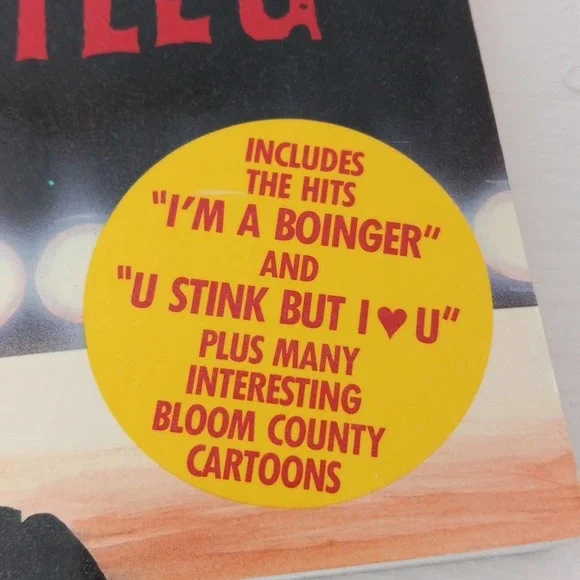 INCLUDES
THE HITS
"I'M A BOINGER"
AND
"U STINK BUT I♥U"
PLUS MANY
INTERESTING
BLOOM COUNTY
CARTOONS